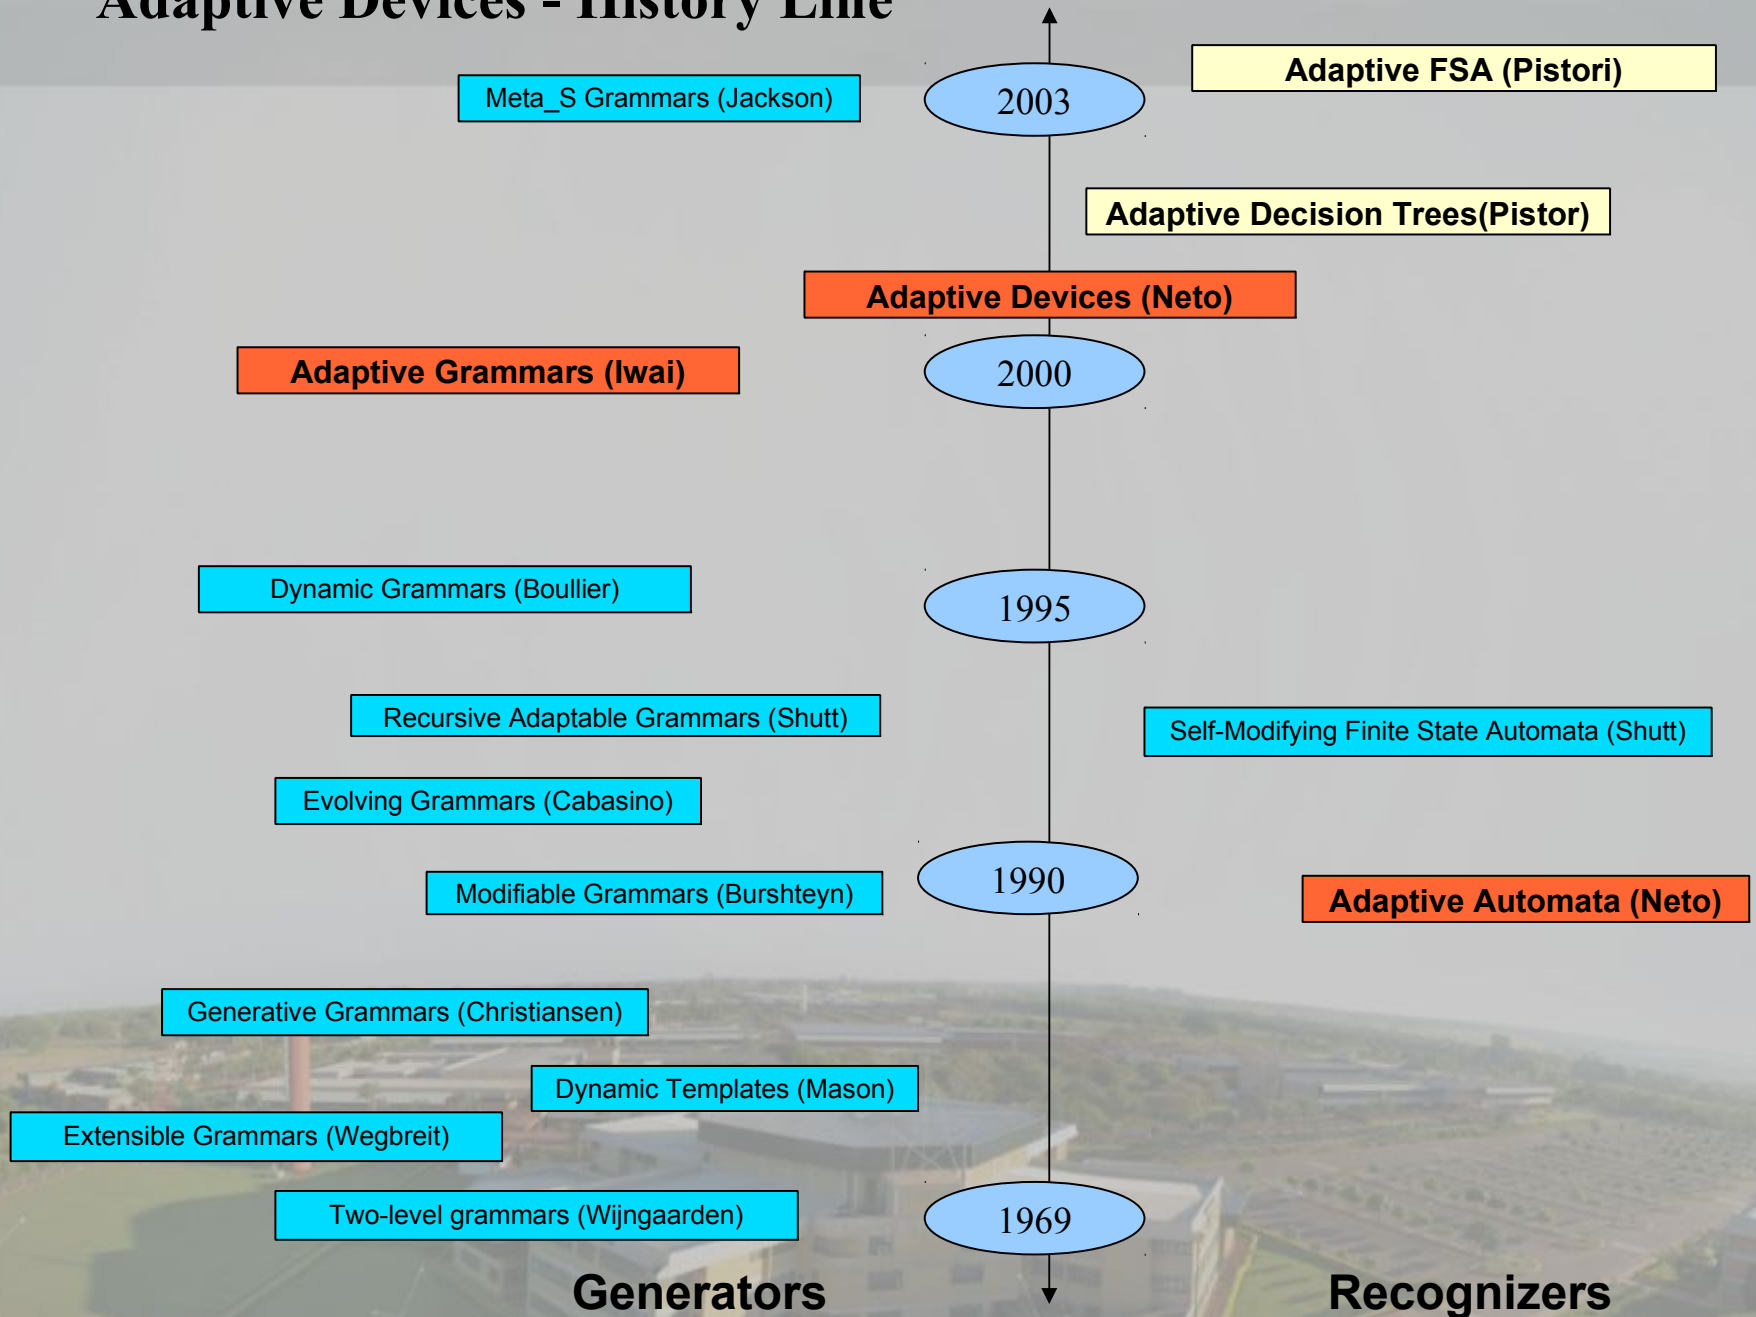 Adaptive Devices - History Line
Adaptive FSA (Pistori)
Meta_S Grammars (Jackson)
2003
Adaptive Decision Trees(Pistor)
Adaptive Devices (Neto)
Adaptive Grammars (Iwai)
2000
Dynamic Grammars (Boullier)
1995
Recursive Adaptable Grammars (Shutt)
Self-Modifying Finite State Automata (Shutt)
Evolving Grammars (Cabasino)
1990
Modifiable Grammars (Burshteyn)
Adaptive Automata (Neto)
Generative Grammars (Christiansen)
Dynamic Templates (Mason)
Extensible Grammars (Wegbreit)
Two-level grammars (Wijngaarden)
1969
Generators
Recognizers